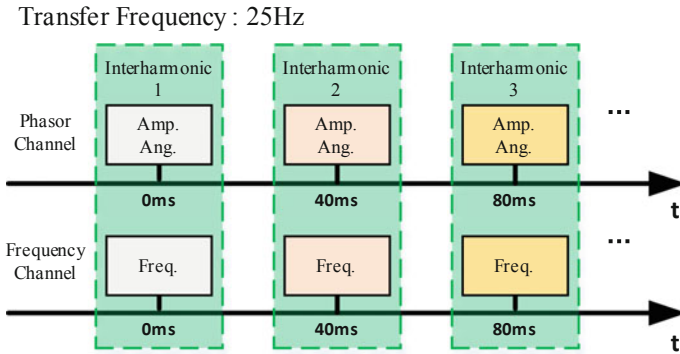 Transfer Frequency : 25Hz
Interharmonic
1
Interharmonic
2
Interharmonic
3
Phasor
Channel
Amp.
Ang.
Amp.
Ang.
Amp.
Ang.
...
0ms
40ms
80ms
t
Frequency
Channel
Freq.
Freq.
Freq.
...
0ms
40ms
80ms
t